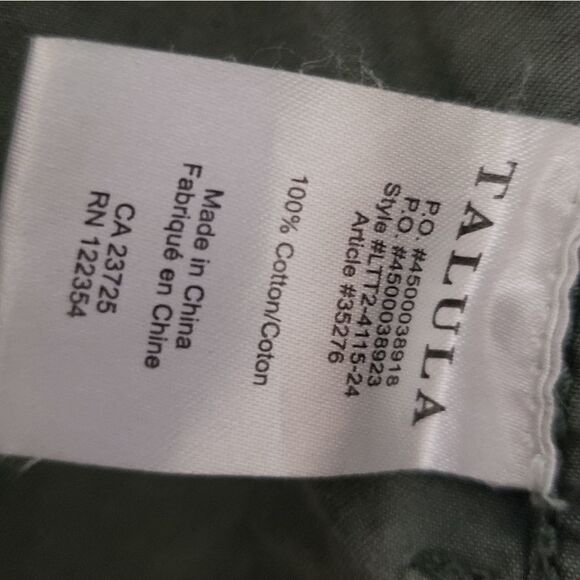 TALULA
P.O. #4500038918
P.O. #4500038923
Style #LTT2-4115-24
Article #35276
100% Cotton/Coton
Made in China
Fabriqué en Chine
CA 23725
RN 122354